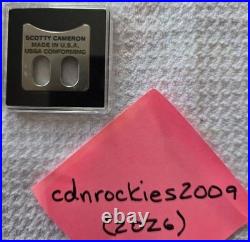 SCOTTY CAMERON
MADE IN U.S.A.
USGA CONFORMING
cdnrockies2009
(2026)